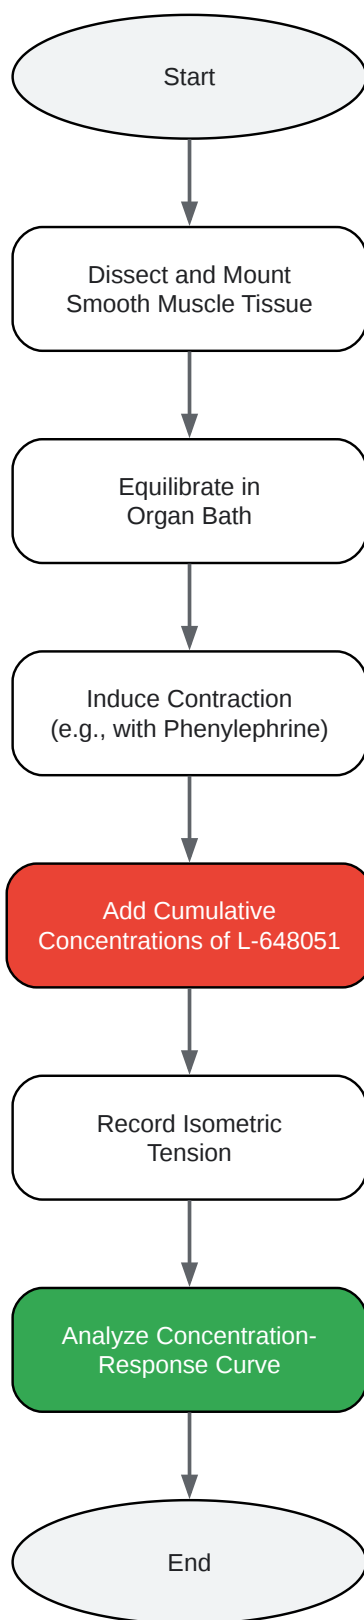 Start
Dissect and Mount
Smooth Muscle Tissue
Equilibrate in
Organ Bath
Induce Contraction
(e.g., with Phenylephrine)
Add Cumulative
Concentrations of L-648051
Record Isometric
Tension
Analyze Concentration-
Response Curve
End